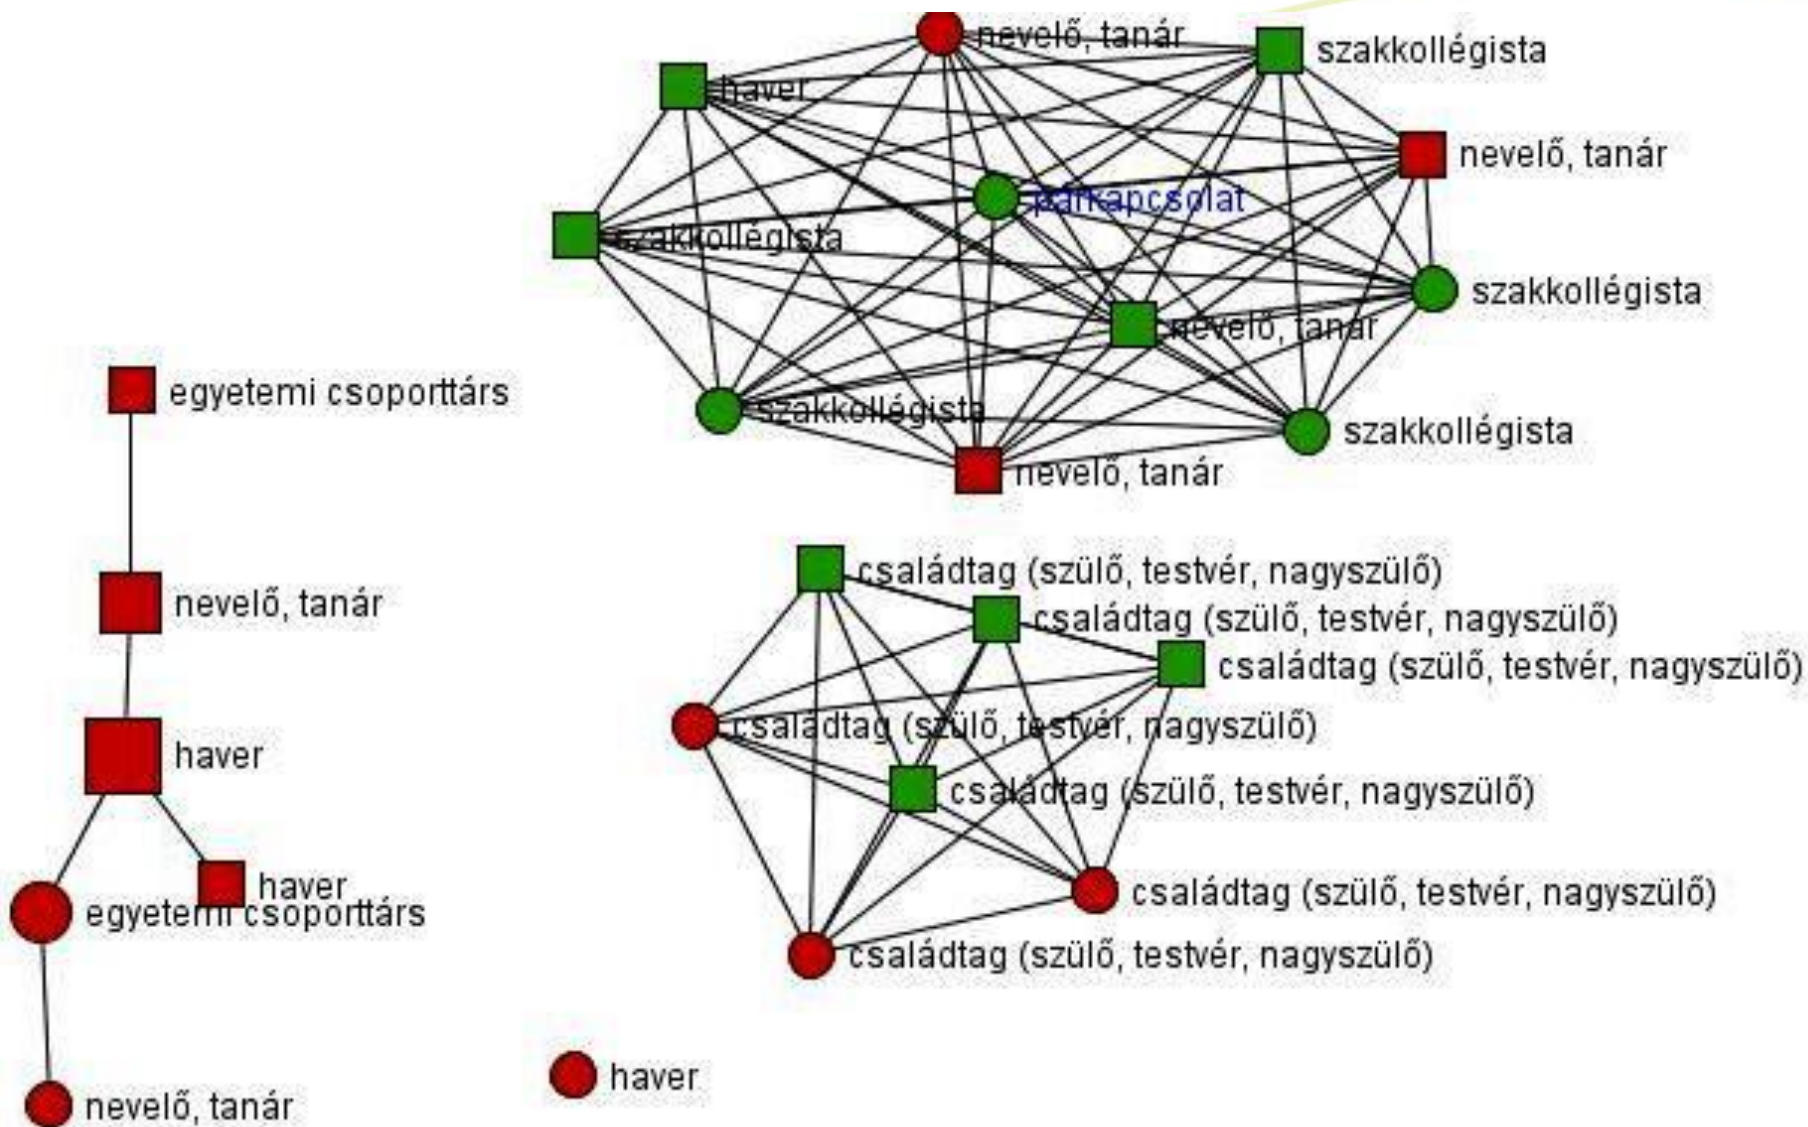 nevelő, tanár
szakkollégista
haver
nevelő, tanár
párkapcsolat
szakkollégista
szakkollégista
nevelő, tanár
egyetemi csoporttárs
szakkollégista
szakkollégista
nevelő, tanár
családtag (szülő, testvér, nagyszülő)
nevelő, tanár
családtag (szülő, testvér, nagyszülő)
családtag (szülő, testvér, nagyszülő)
családtag (szülő, testvér, nagyszülő)
haver
családtag (szülő, testvér, nagyszülő)
haver
családtag (szülő, testvér, nagyszülő)
egyetemi csoporttárs
családtag (szülő, testvér, nagyszülő)
haver
nevelő, tanár